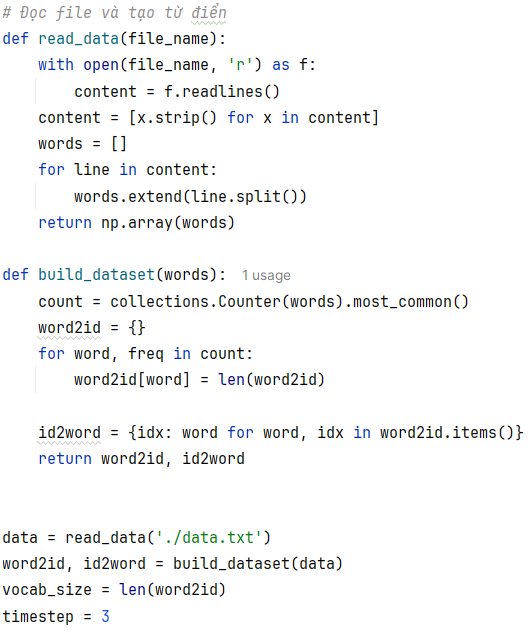 # Đọc file và tạo từ điển
def read_data(file_name):
    with open(file_name, 'r') as f:
        content = f.readlines()
    content = [x.strip() for x in content]
    words = []
    for line in content:
        words.extend(line.split())
    return np.array(words)
def build_dataset(words): 1 usage
    count = collections.Counter(words).most_common()
    word2id = {}
    for word, freq in count:
        word2id[word] = len(word2id)
    id2word = {idx: word for word, idx in word2id.items()}
    return word2id, id2word
data = read_data('./data.txt')
word2id, id2word = build_dataset(data)
vocab_size = len(word2id)
timestep = 3